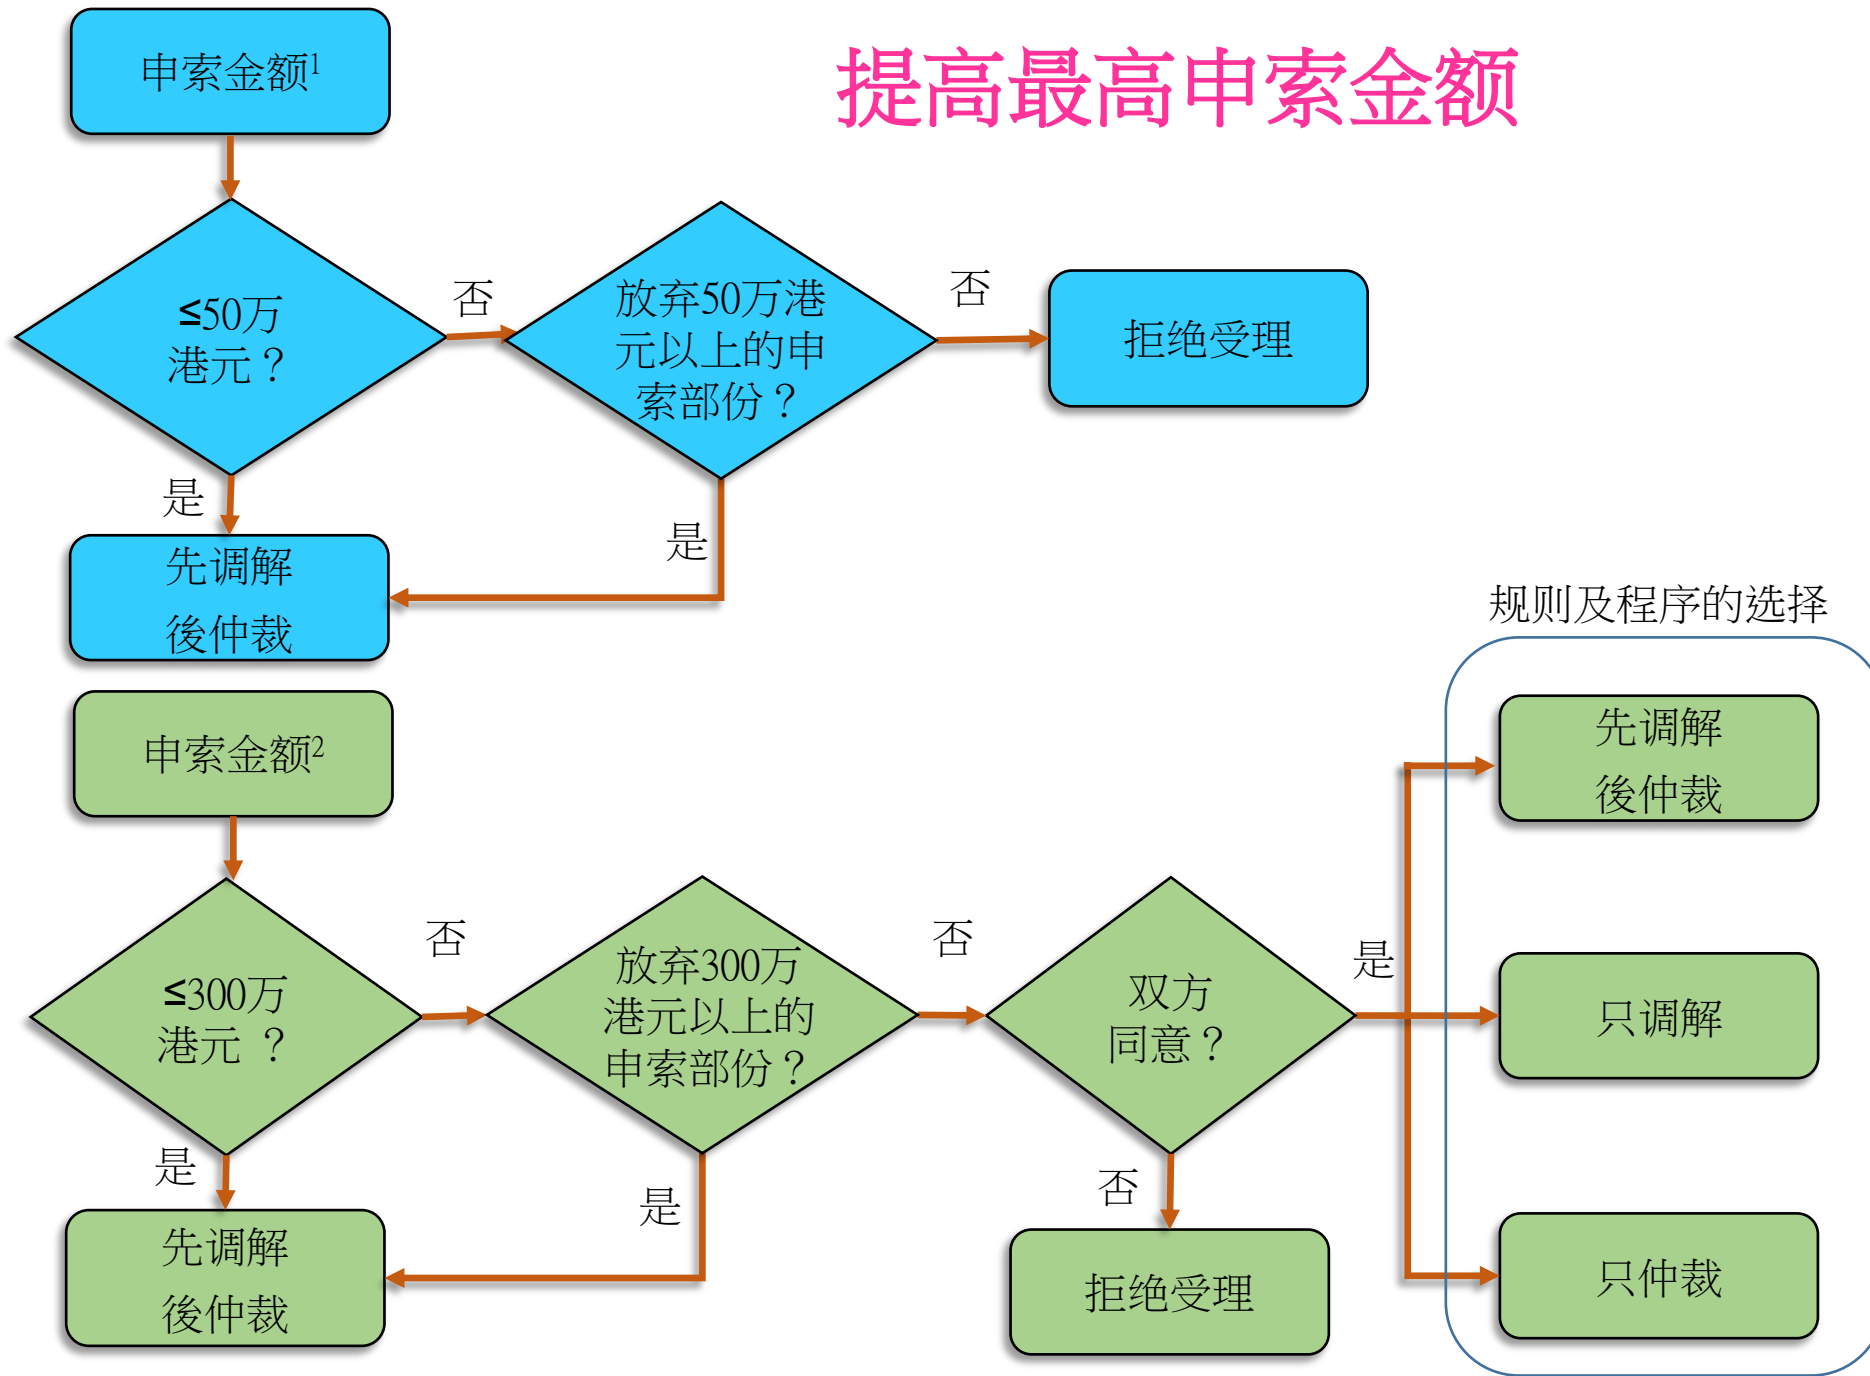 提高最高申索金额
申索金额1
≤50万
港元？
否
放弃50万港
元以上的申
索部份？
否
拒绝受理
是
是
先调解
後仲裁
申索金额2
≤300万
港元 ？
否
放弃300万
港元以上的
申索部份？
否
双方
同意？
是
否
拒绝受理
是
是
先调解
後仲裁
规则及程序的选择
先调解
後仲裁
只调解
只仲裁